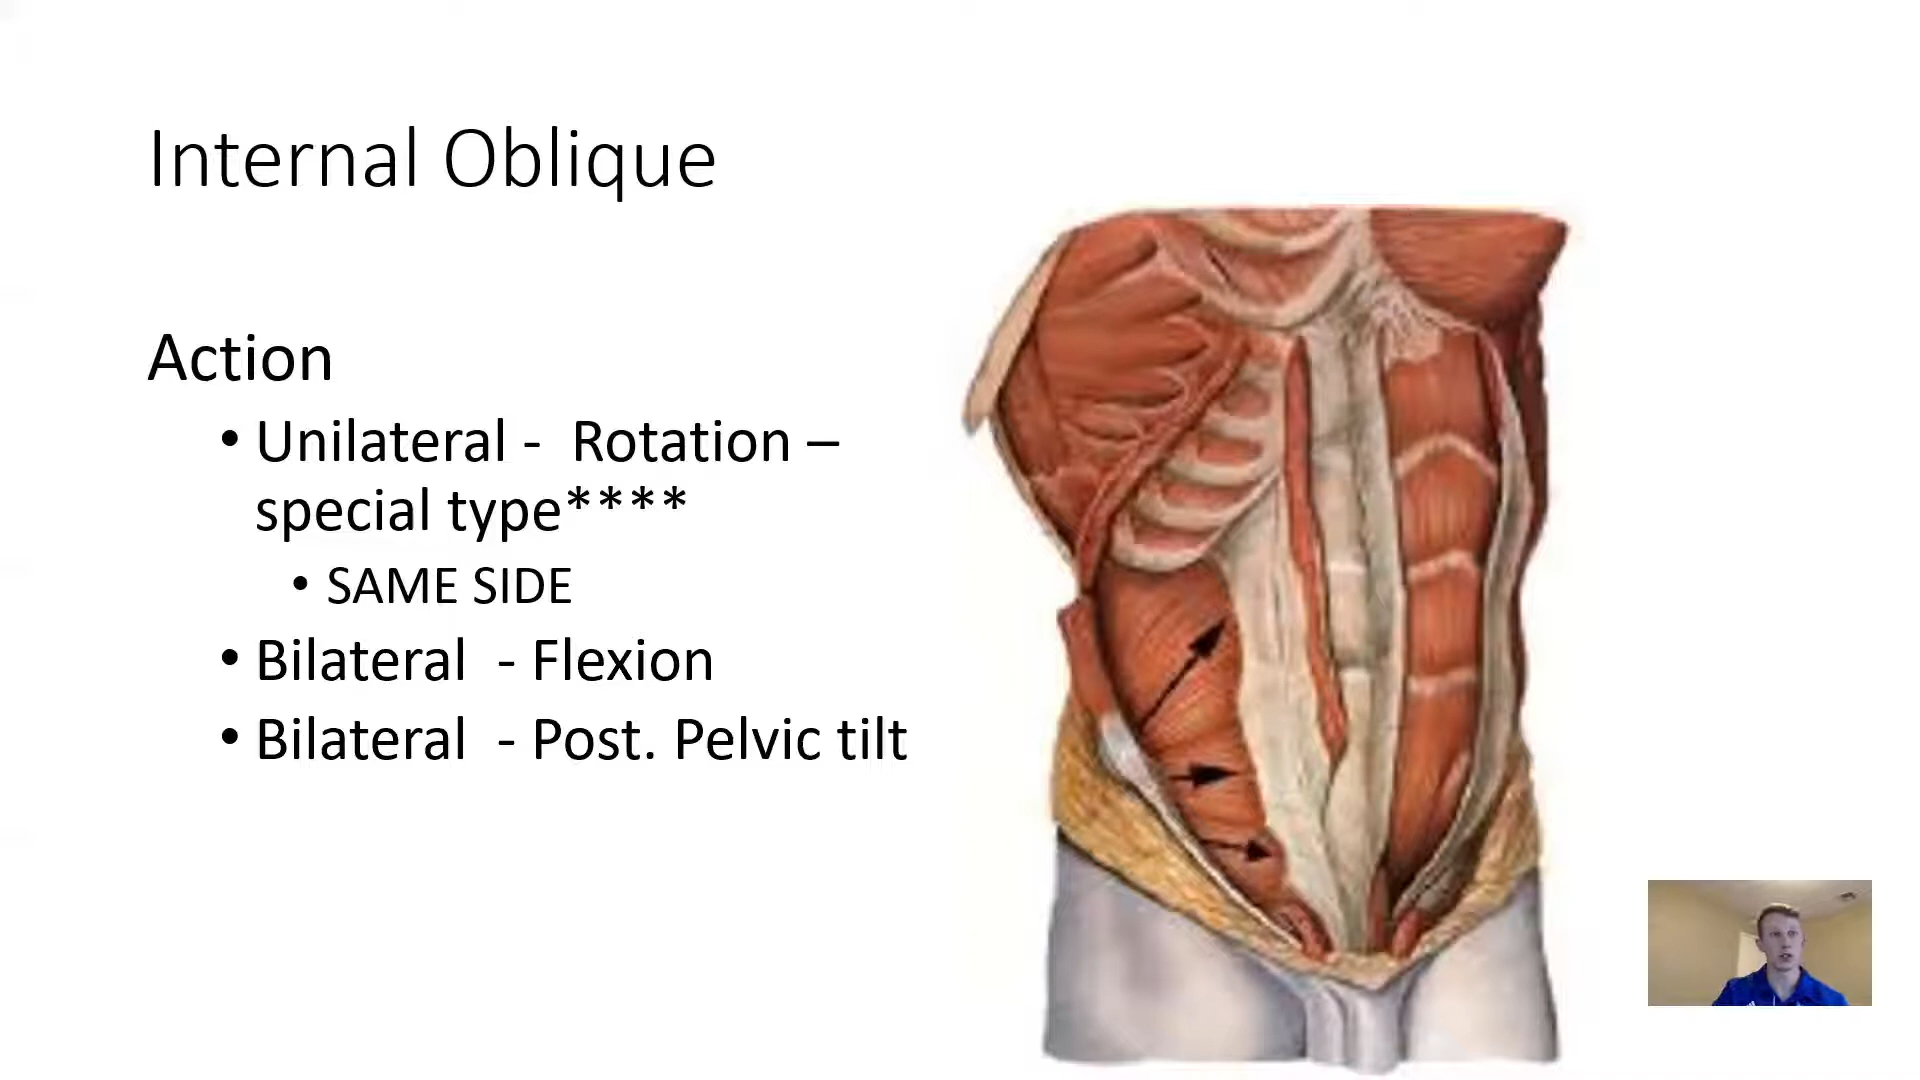 Internal Oblique
Action
• Unilateral -  Rotation –
special type****
• SAME SIDE
• Bilateral  - Flexion
• Bilateral  - Post. Pelvic tilt